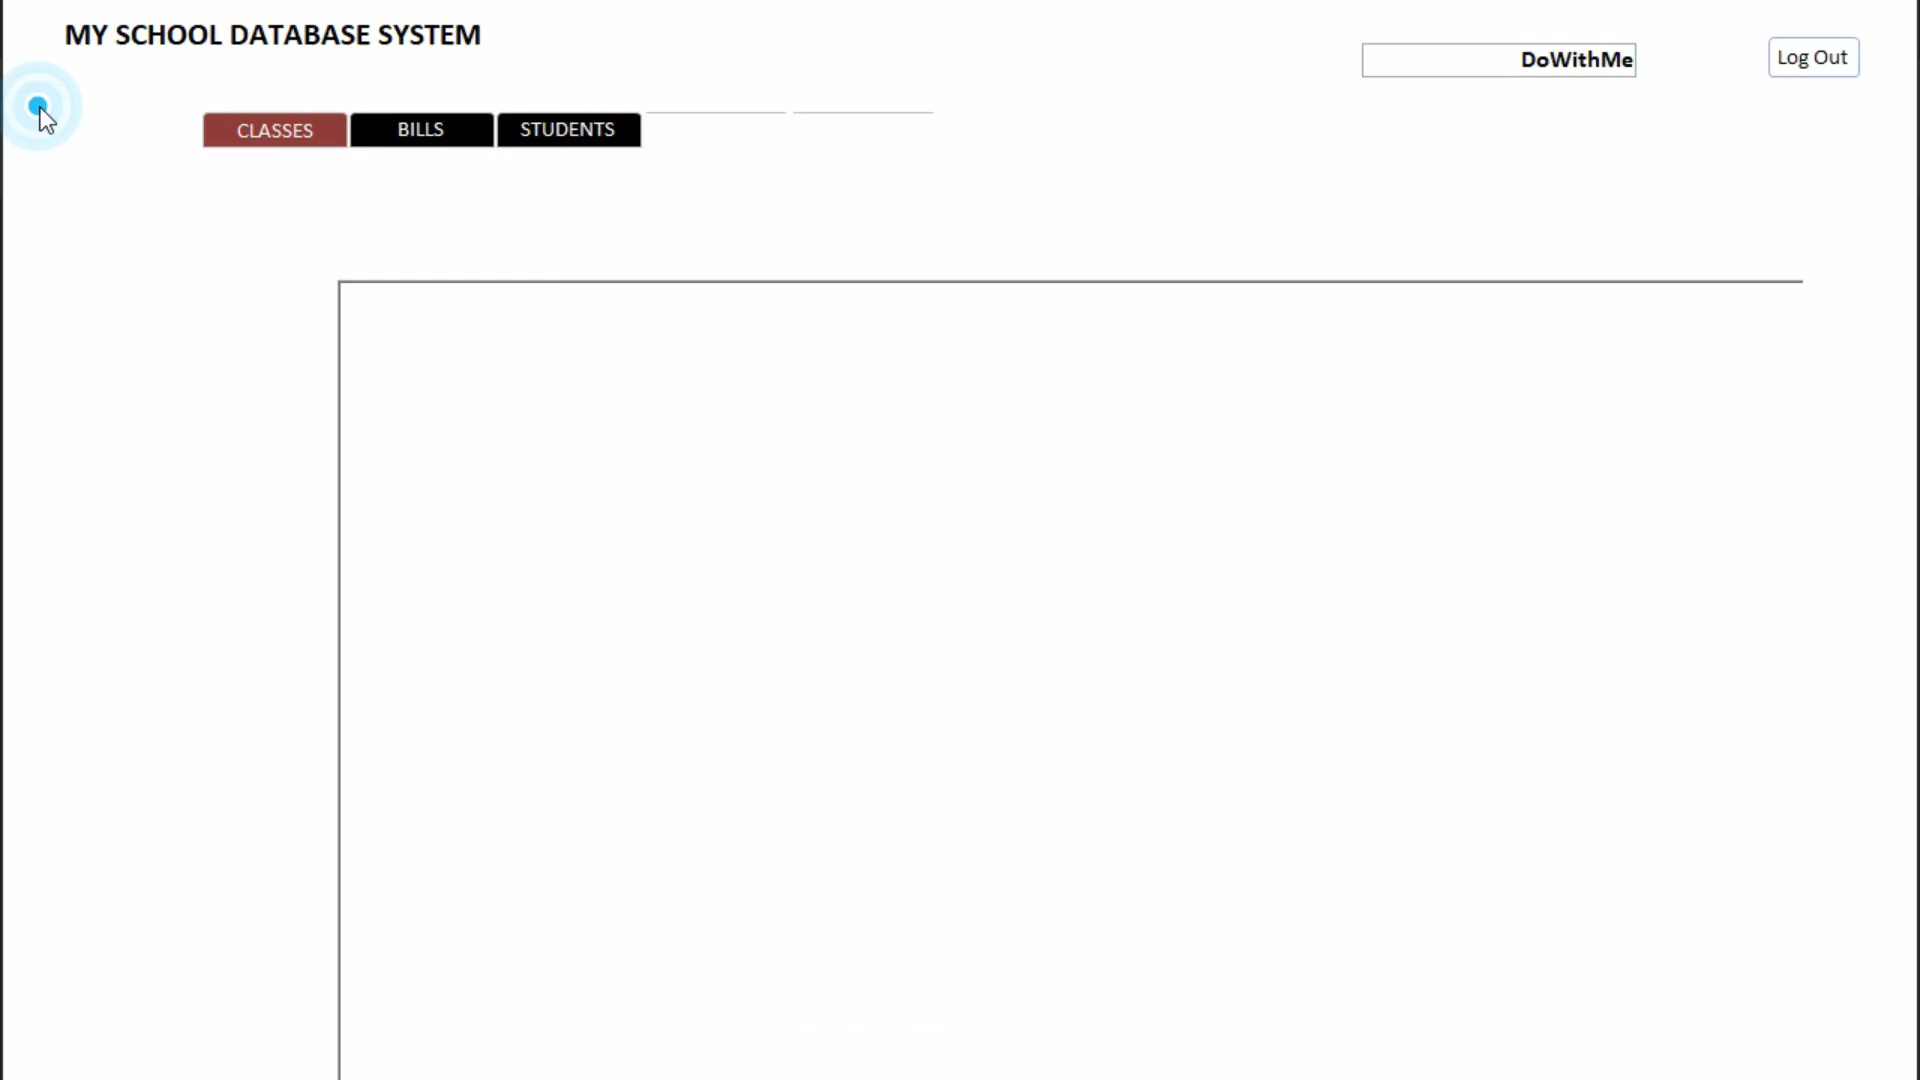 MY SCHOOL DATABASE SYSTEM
DoWithMe
Log Out
CLASSES
BILLS
STUDENTS